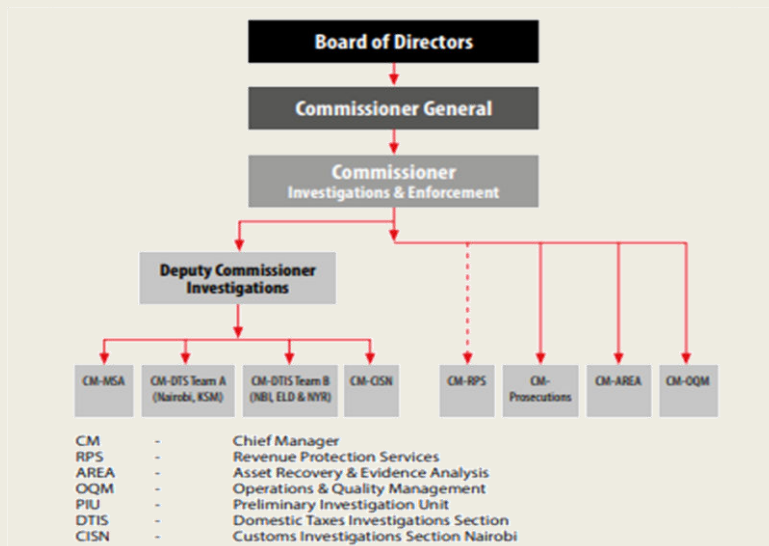 Board of Directors
Commissioner General
Commissioner
Investigations & Enforcement
Deputy Commissioner
Investigations
CM-MSA
CM-DTS Team A
(Nairobi, KSM)
CM-DTIS Team B
(NBI, ELD & NYR)
CM-CISN
CM-RPS
CM-
Prosecutions
CM-AREA
CM-OQM
CM - Chief Manager
RPS - Revenue Protection Services
AREA - Asset Recovery & Evidence Analysis
OQM - Operations & Quality Management
PIU - Preliminary Investigation Unit
DTIS - Domestic Taxes Investigations Section
CISN - Customs Investigations Section Nairobi